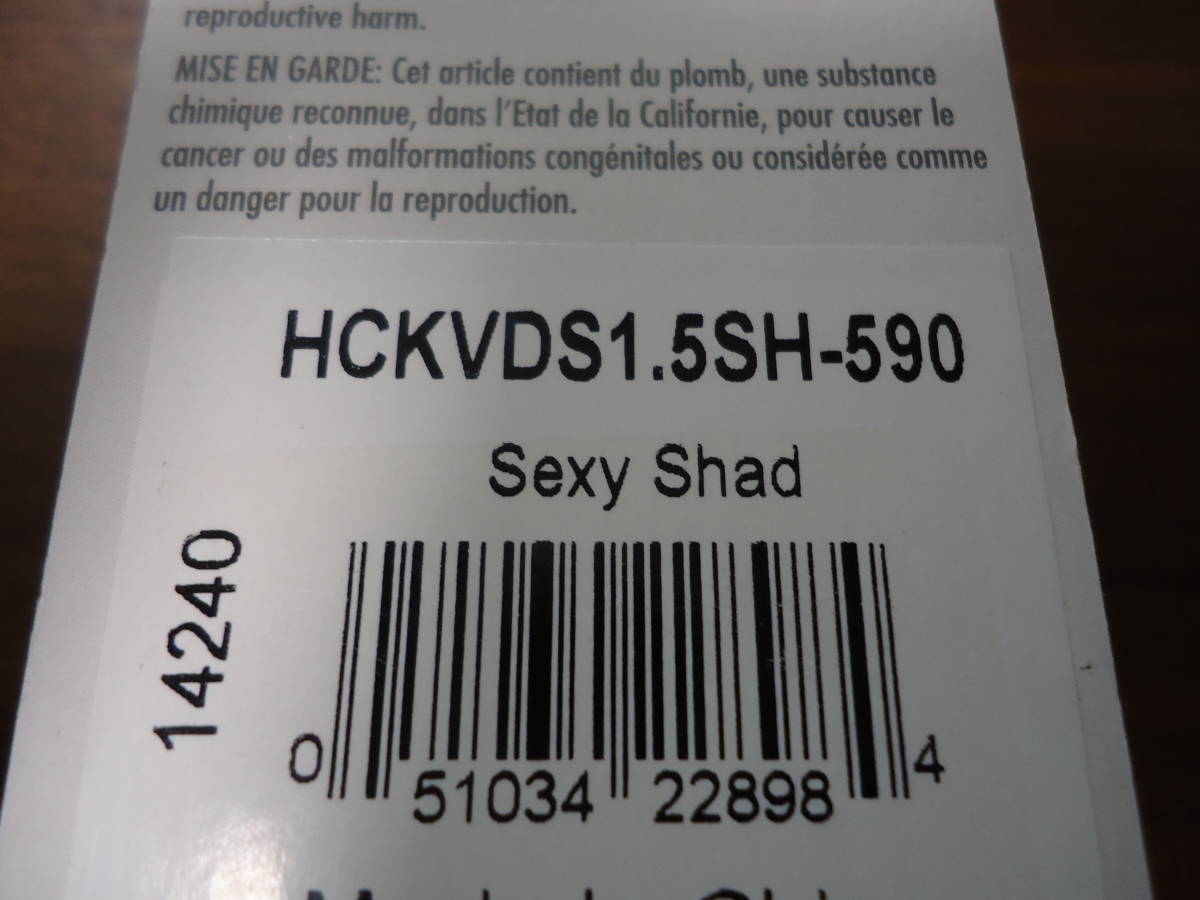 reproductive harm.
MISE EN GARDE: Cet article contient du plomb, une substance
chimique reconnue, dans l'Etat de la Californie, pour causer le
cancer ou des malformations congénitales ou considérée comme
un danger pour la reproduction.
HCKVDS1.5SH-590
Sexy Shad
14240
0 51034 22898 4